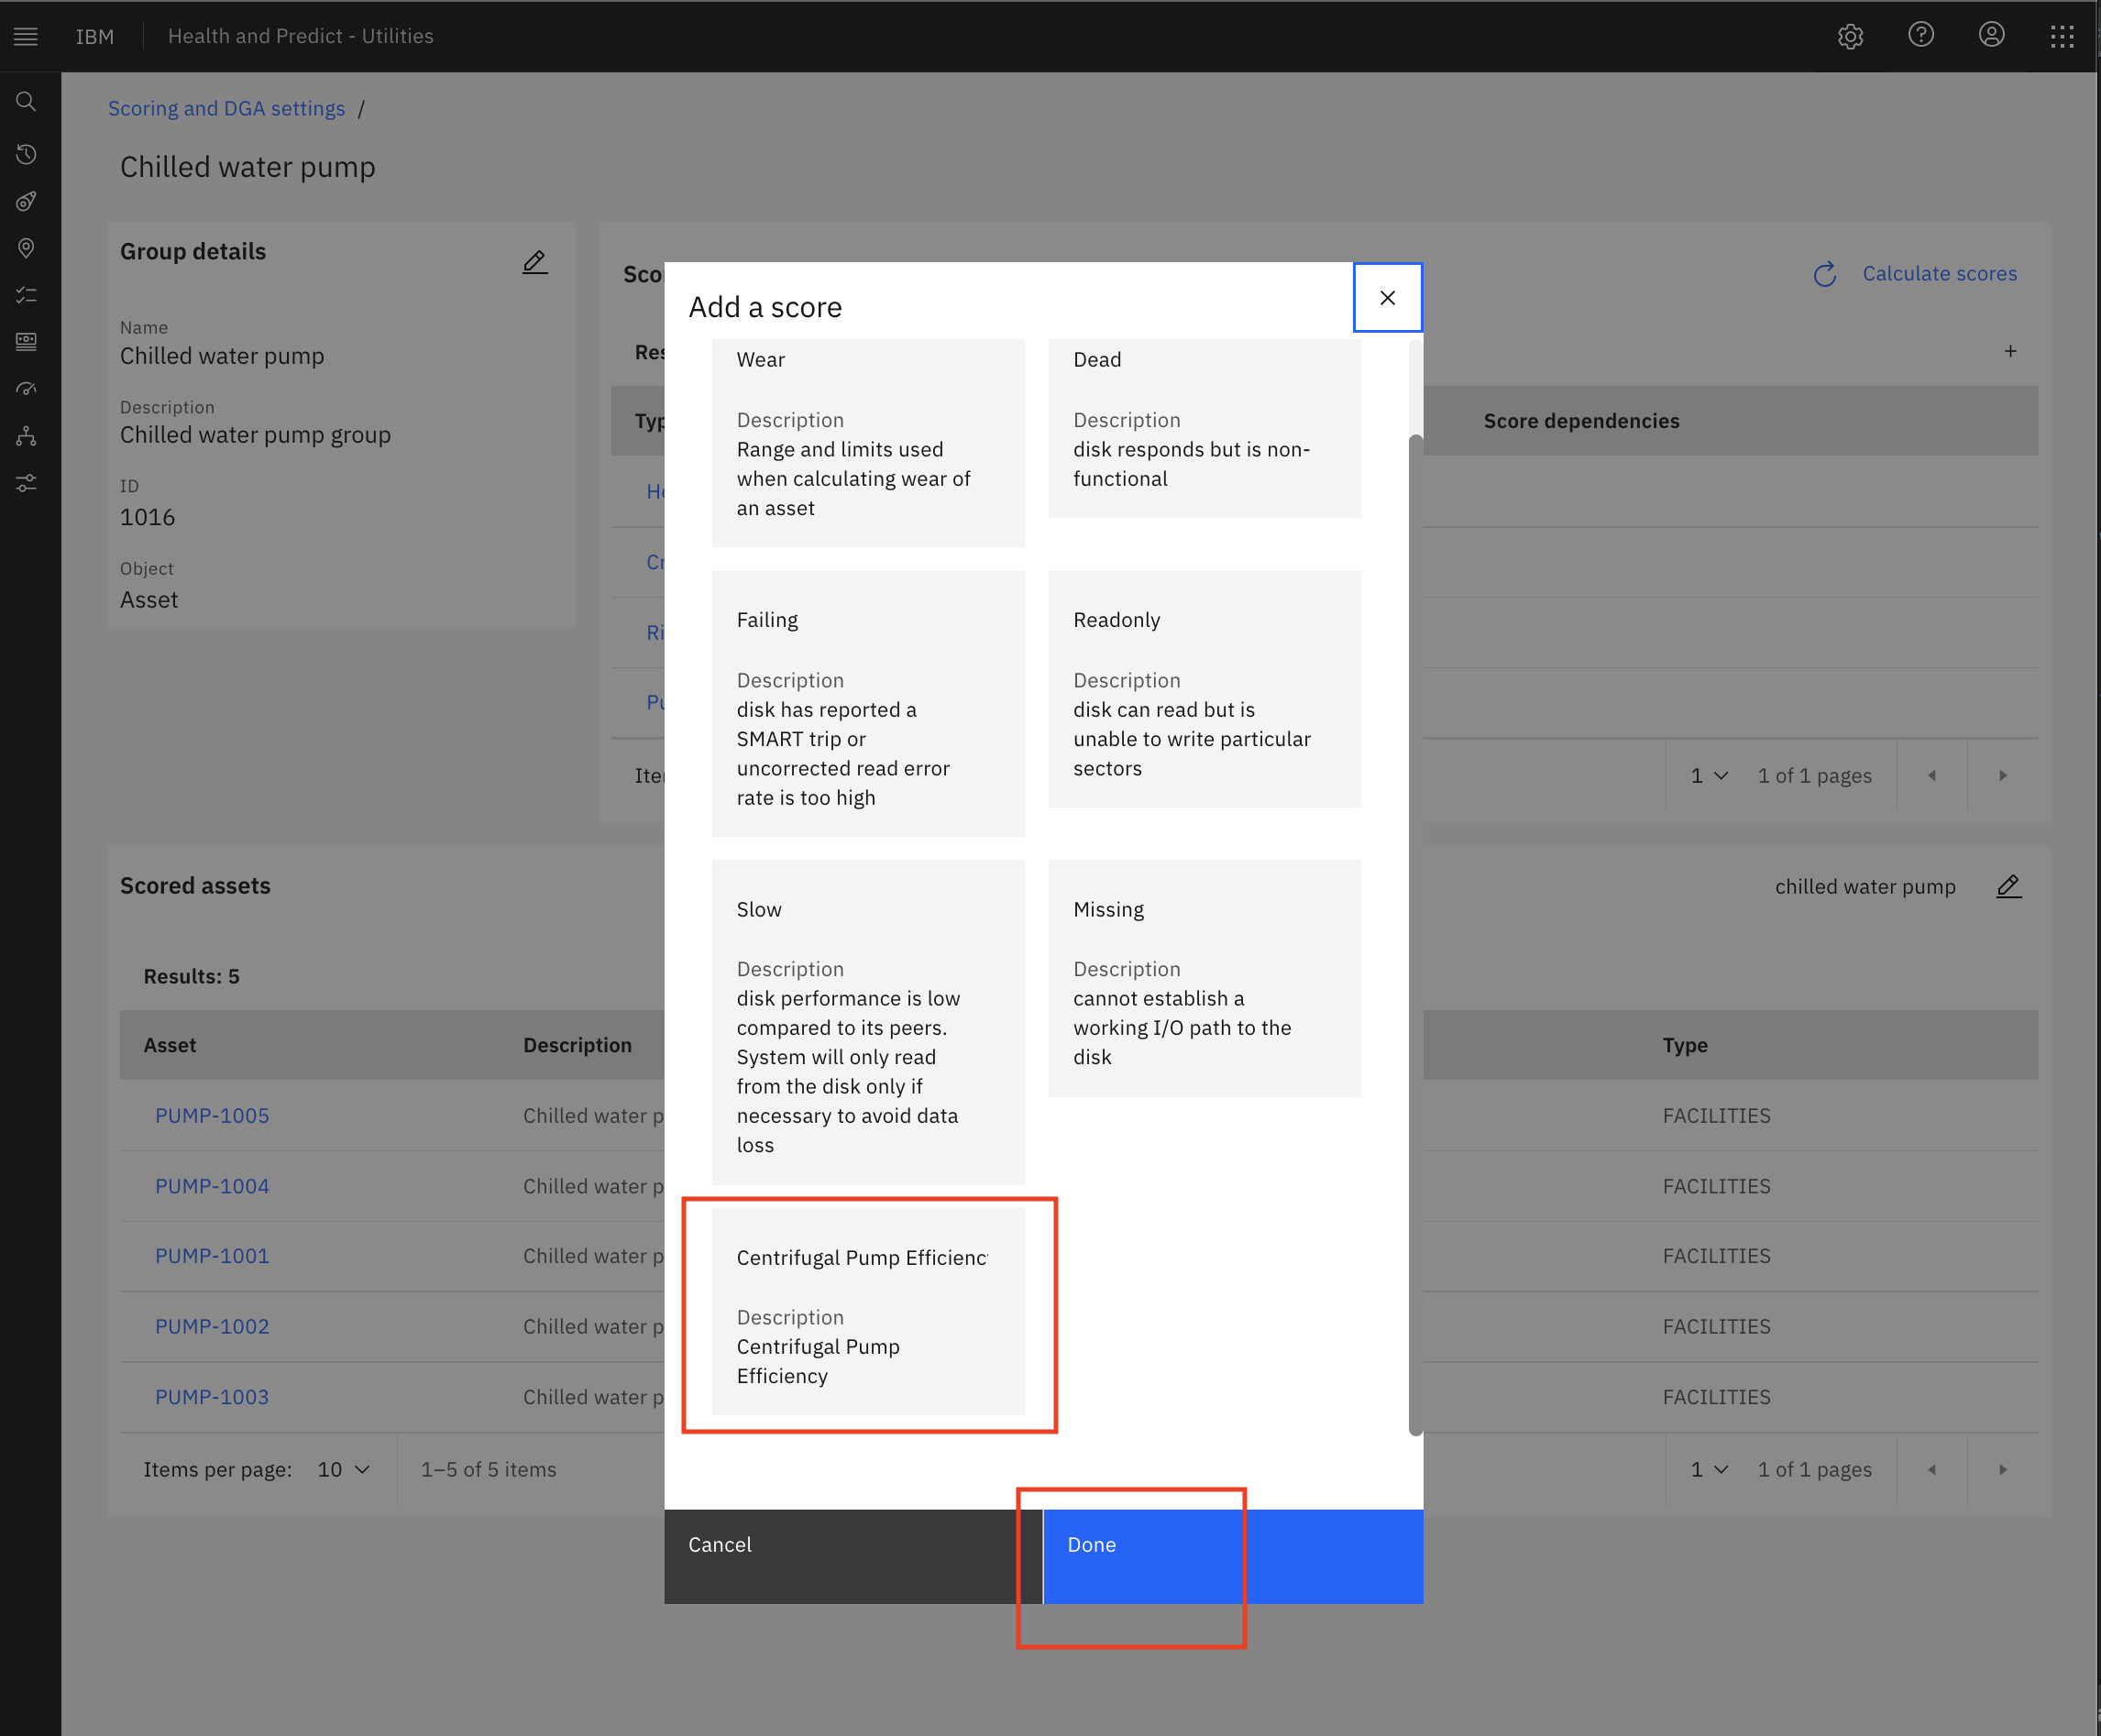 IBM
Health and Predict - Utilities
Scoring and DGA settings /
Chilled water pump
Group details
Name
Chilled water pump
Description
Chilled water pump group
ID
1016
Object
Asset
Calculate scores
Score dependencies
1
1 of 1 pages
Add a score
Wear
Description
Range and limits used
when calculating wear of
an asset
Dead
Description
disk responds but is non-
functional
Failing
Description
disk has reported a
SMART trip or
uncorrected read error
rate is too high
Readonly
Description
disk can read but is
unable to write particular
sectors
Slow
Description
disk performance is low
compared to its peers.
System will only read
from the disk only if
necessary to avoid data
loss
Missing
Description
cannot establish a
working I/O path to the
disk
Centrifugal Pump Efficienc
Description
Centrifugal Pump
Efficiency
Cancel
Done
Scored assets
chilled water pump
Results: 5
Asset Description Type
PUMP-1005 Chilled water p FACILITIES
PUMP-1004 Chilled water p FACILITIES
PUMP-1001 Chilled water p FACILITIES
PUMP-1002 Chilled water p FACILITIES
PUMP-1003 Chilled water p FACILITIES
Items per page: 10 1–5 of 5 items 1 1 of 1 pages